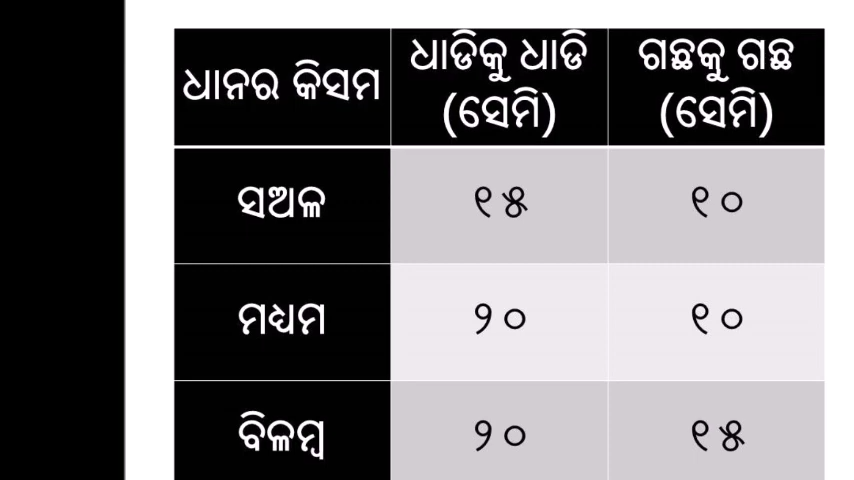 ଧାନର କିସମ ଧାଡିକୁ ଧାଡି (ସେମି) ଗଛକୁ ଗଛ (ସେମି)
ସଅଳ ୧୫ ୧୦
ମଧ୍ୟମ ୨୦ ୧୦
ବିଳମ୍ବ ୨୦ ୧୫